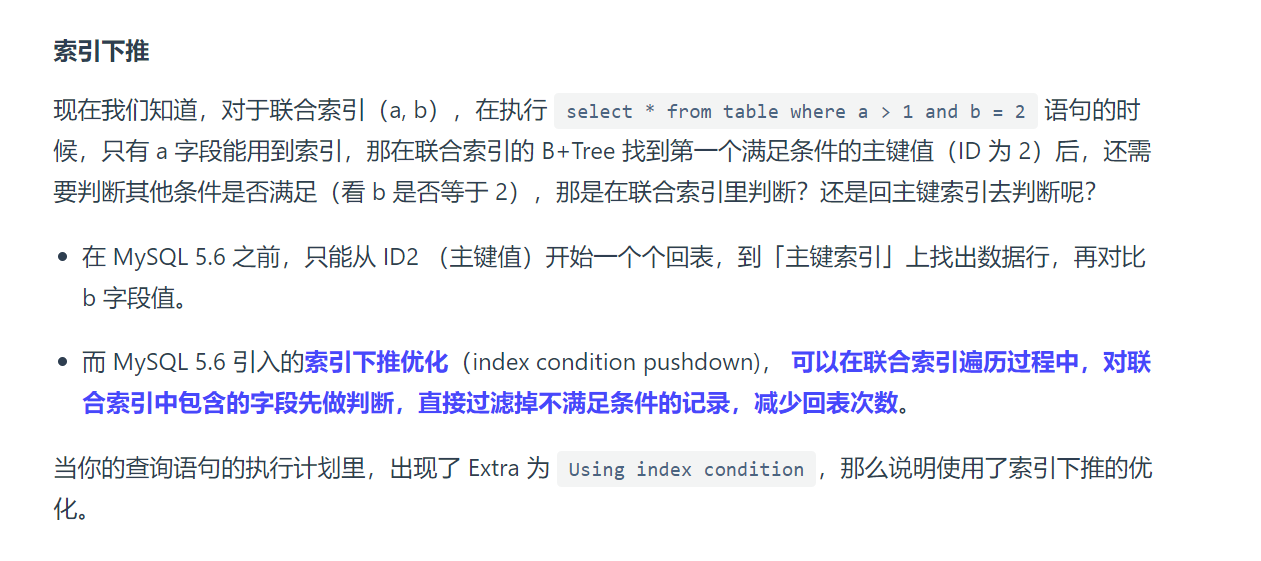 索引下推
现在我们知道，对于联合索引（a, b），在执行 select * from table where a > 1 and b = 2 语句的时
候，只有 a 字段能用到索引，那在联合索引的 B+Tree 找到第一个满足条件的主键值（ID 为 2）后，还需
要判断其他条件是否满足（看 b 是否等于 2），那是在联合索引里判断？还是回主键索引去判断呢？
• 在 MySQL 5.6 之前，只能从 ID2 （主键值）开始一个个回表，到「主键索引」上找出数据行，再对比
b 字段值。
• 而 MySQL 5.6 引入的索引下推优化（index condition pushdown)， 可以在联合索引遍历过程中，对联
合索引中包含的字段先做判断，直接过滤掉不满足条件的记录，减少回表次数。
当你的查询语句的执行计划里，出现了 Extra 为 Using index condition，那么说明使用了索引下推的优
化。